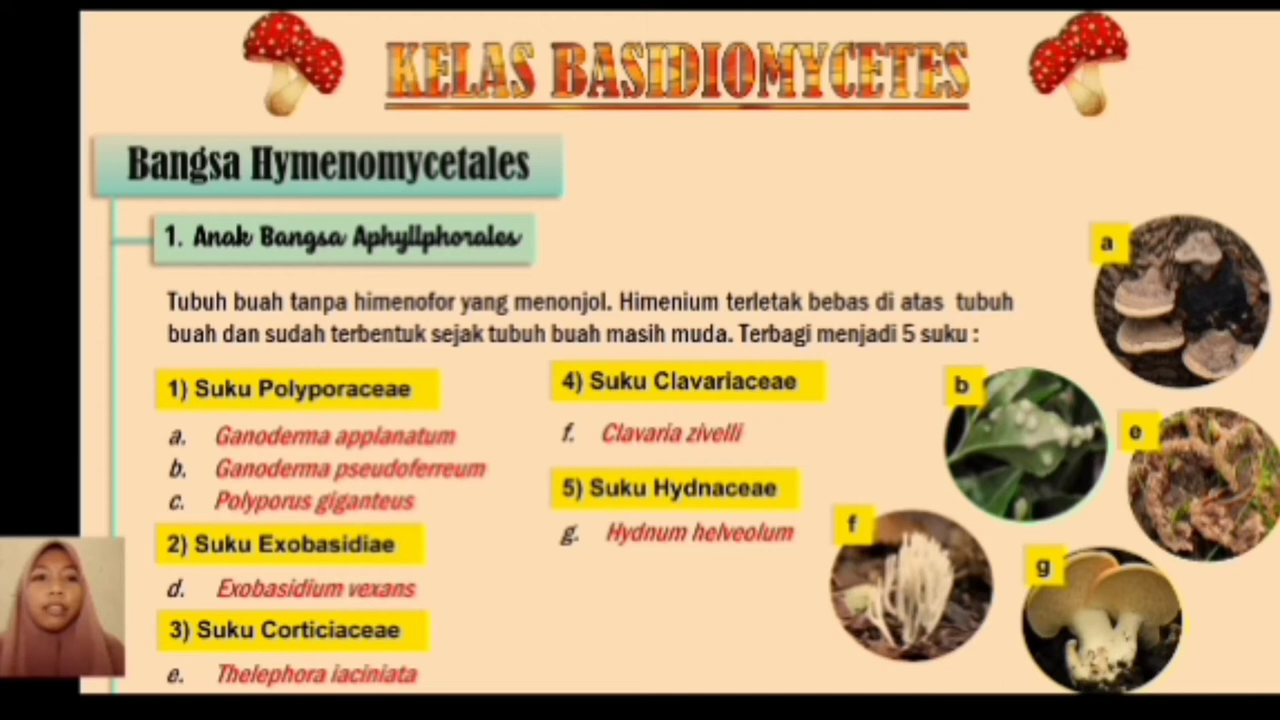 KELAS BASIDIOMYCETES
Bangsa Hymenomycetales
1. Anak Bangsa Aphyllphorales
Tubuh buah tanpa himenofor yang menonjol. Himenium terletak bebas di atas tubuh
buah dan sudah terbentuk sejak tubuh buah masih muda. Terbagi menjadi 5 suku :
1) Suku Polyporaceae
a. Ganoderma applanatum
b. Ganoderma pseudoferreum
c. Polyporus giganteus
2) Suku Exobasidiae
d. Exobasidium vexans
3) Suku Corticiaceae
e. Thelephora iaciniata
4) Suku Clavariaceae
f. Clavaria zivelli
5) Suku Hydnaceae
g. Hydnum helveolum
a
b
e
f
g